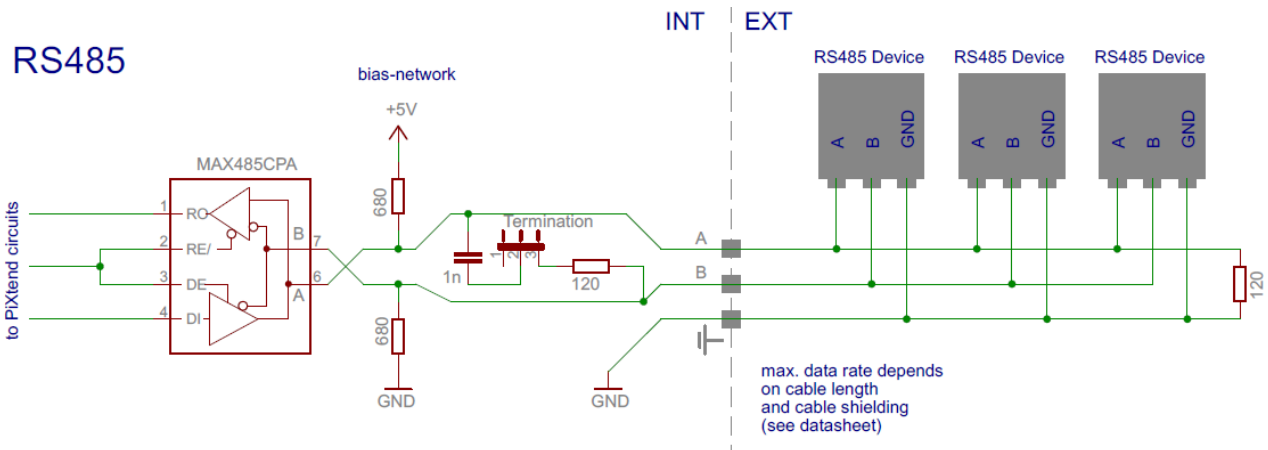 INT
EXT
RS485
bias-network
+5V
RS485 Device
RS485 Device
RS485 Device
A
B
GND
A
B
GND
A
B
GND
MAX485CPA
680
to PiXtend circuits
1
RO
2
RE/
3
DE
4
DI
B
7
A
6
Termination
1
2
3
1n
120
A
B
120
680
GND
GND
max. data rate depends
on cable length
and cable shielding
(see datasheet)